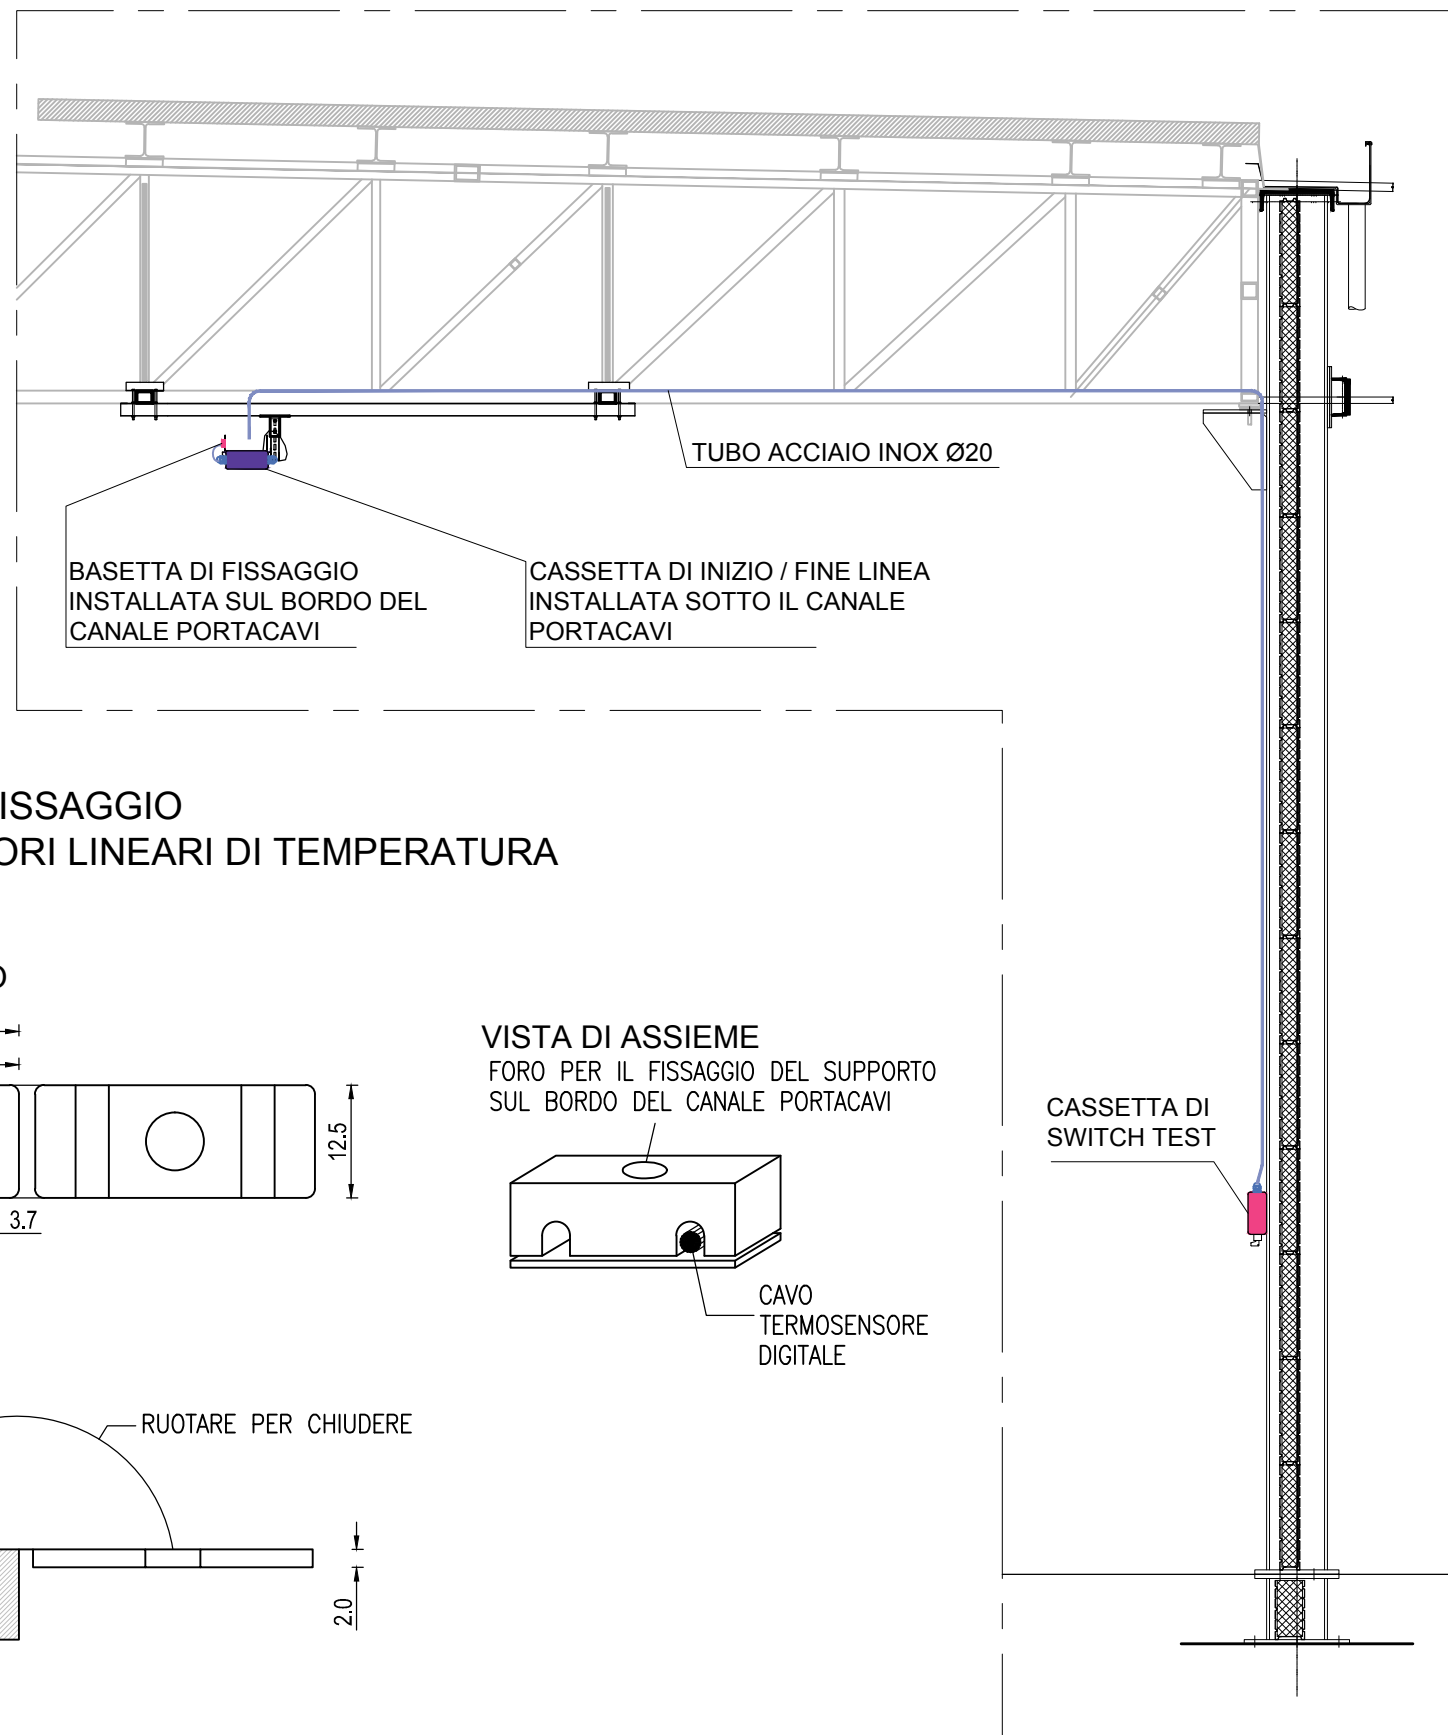 TUBO ACCIAIO INOX Ø20
BASETTA DI FISSAGGIO
INSTALLATA SUL BORDO DEL
CANALE PORTACAVI
CASSETTA DI INIZIO / FINE LINEA
INSTALLATA SOTTO IL CANALE
PORTACAVI
ISSAGGIO
ORI LINEARI DI TEMPERATURA
O
VISTA DI ASSIEME
FORO PER IL FISSAGGIO DEL SUPPORTO
SUL BORDO DEL CANALE PORTACAVI
12.5
3.7
CASSETTA DI
SWITCH TEST
CAVO
TERMOSENSORE
DIGITALE
RUOTARE PER CHIUDERE
2.0